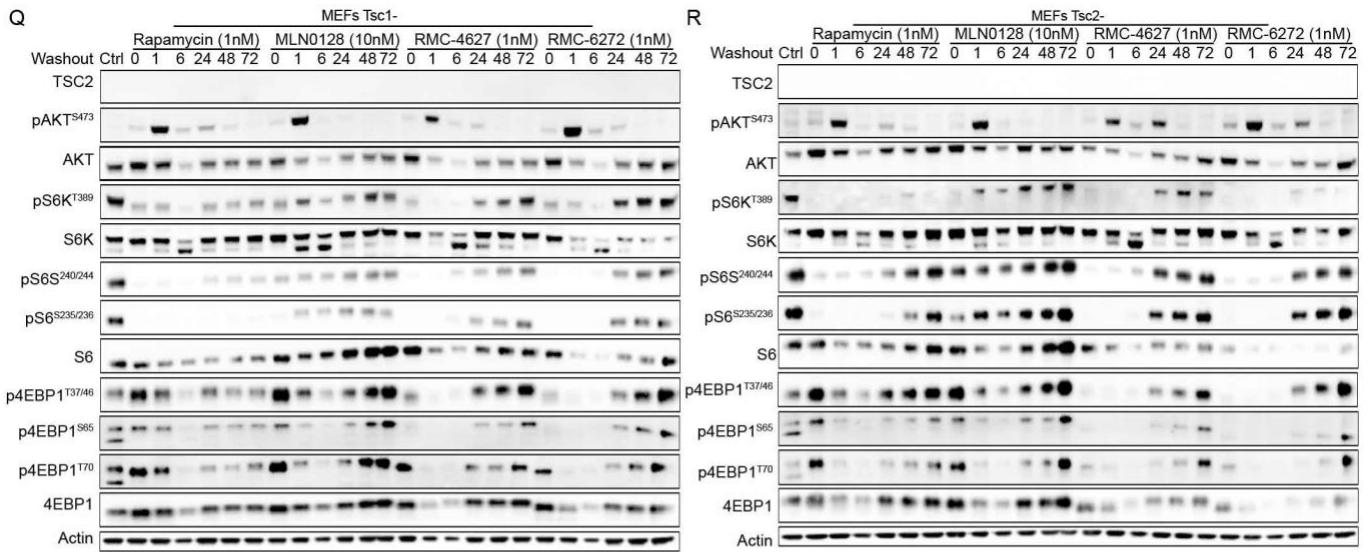 Q
MEFs Tsc1-
Rapamycin (1nM) MLN0128 (10nM) RMC-4627 (1nM) RMC-6272 (1nM)
Washout Ctrl 0 1 6 24 48 72 0 1 6 24 48 72 0 1 6 24 48 72 0 1 6 24 48 72
TSC2
pAKTS473
AKT
pS6KT389
S6K
pS6S240/244
pS6S235/236
S6
p4EBP1T37/46
p4EBP1S65
p4EBP1T70
4EBP1
Actin
R
MEFs Tsc2-
Rapamycin (1nM) MLN0128 (10nM) RMC-4627 (1nM) RMC-6272 (1nM)
Washout Ctrl 0 1 6 24 48 72 0 1 6 24 48 72 0 1 6 24 48 72 0 1 6 24 48 72
TSC2
pAKTS473
AKT
pS6KT389
S6K
pS6S240/244
pS6S235/236
S6
p4EBP1T37/46
p4EBP1S65
p4EBP1T70
4EBP1
Actin